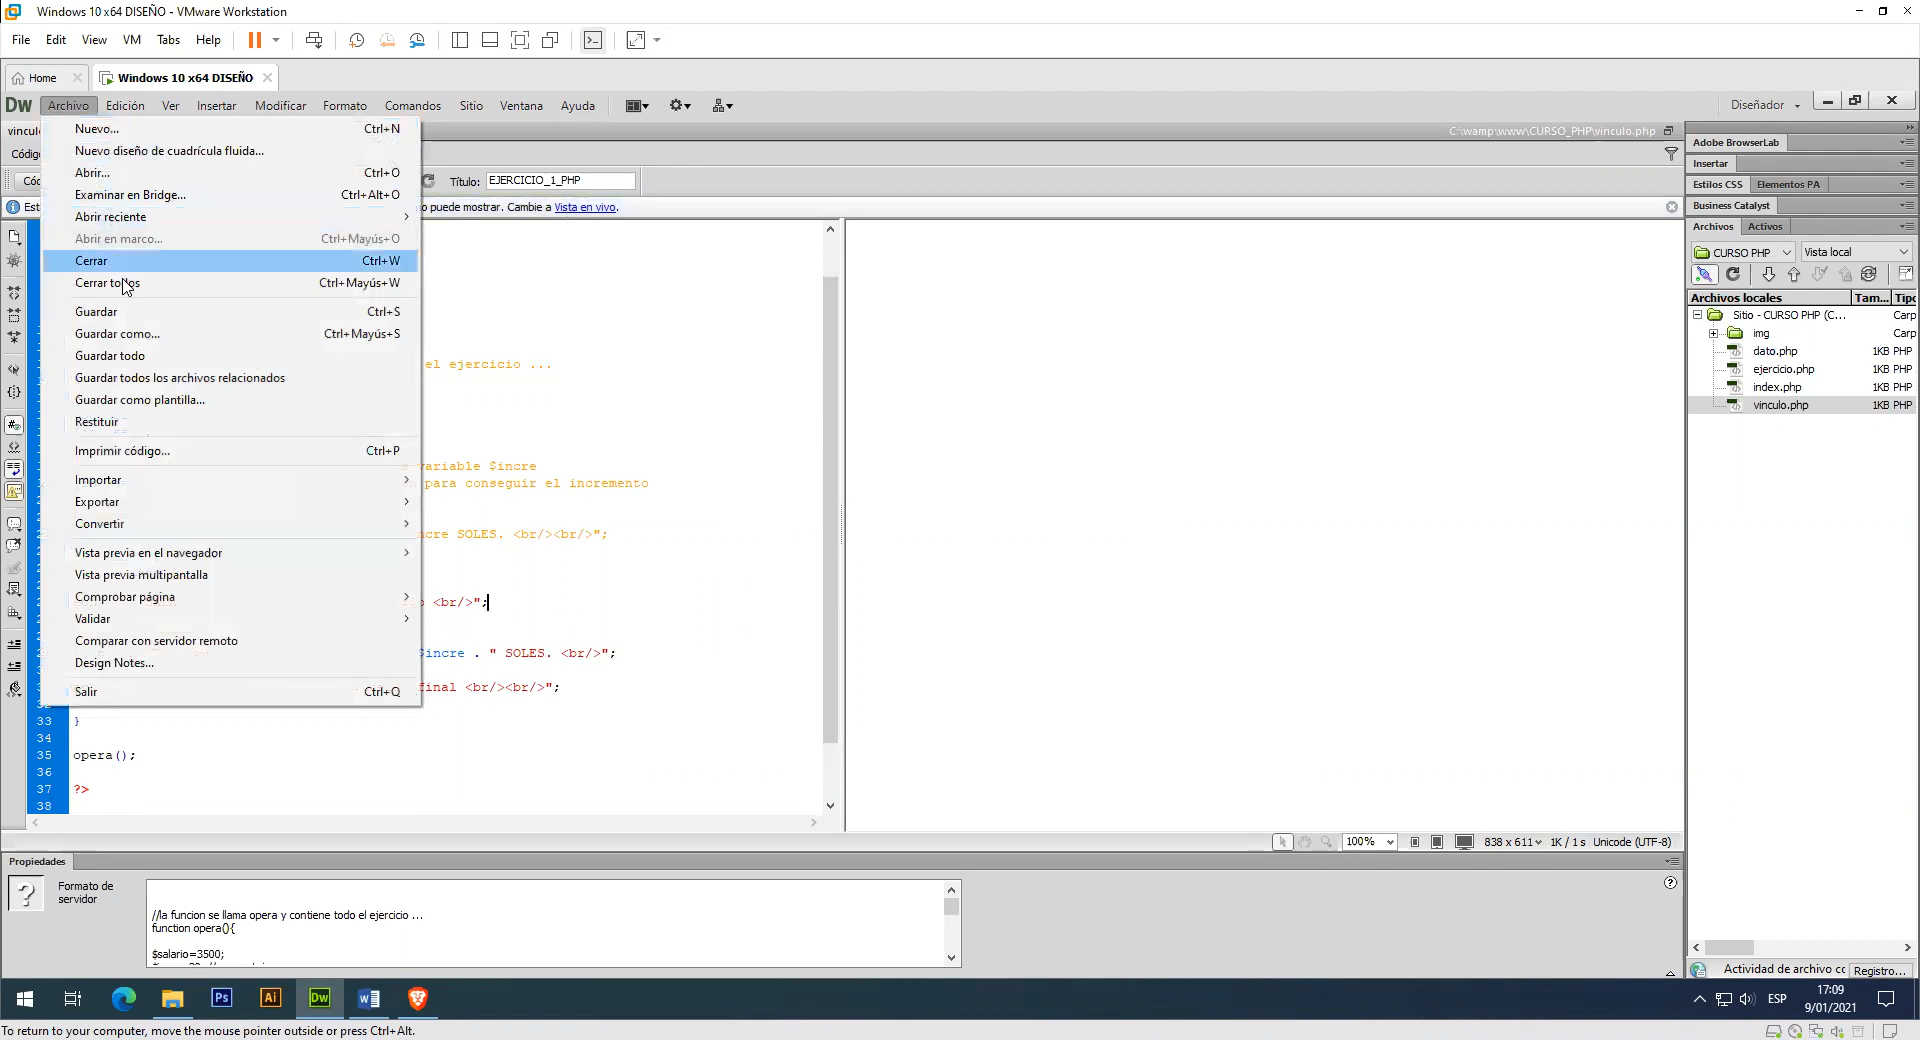 Windows 10 x64 DISEÑO - VMware Workstation
File Edit View VM Tabs Help
Home Windows 10 x64 DISEÑO
Dw Archivo Edición Ver Insertar Modificar Formato Comandos Sitio Ventana Ayuda Diseñador
C:\wamp\www\CURSO_PHP\vinculo.php
Título: EJERCICIO_1_PHP
o puede mostrar. Cambie a Vista en vivo.
Nuevo... Ctrl+N
Nuevo diseño de cuadrícula fluida...
Abrir... Ctrl+O
Examinar en Bridge... Ctrl+Alt+O
Abrir reciente
Abrir en marco... Ctrl+Mayús+O
Cerrar Ctrl+W
Cerrar todos Ctrl+Mayús+W
Guardar Ctrl+S
Guardar como... Ctrl+Mayús+S
Guardar todo
Guardar todos los archivos relacionados
Guardar como plantilla...
Restituir
Imprimir código... Ctrl+P
Importar
Exportar
Convertir
Vista previa en el navegador
Vista previa multipantalla
Comprobar página
Validar
Comparar con servidor remoto
Design Notes...
Salir Ctrl+Q
el ejercicio ...
variable $incre
para conseguir el incremento
ncre SOLES. <br/><br/>";
<br/>";
$incre . " SOLES. <br/>";
final <br/><br/>";
33 }
34
35 opera();
36
37 ?>
38
Adobe BrowserLab
Insertar
Estilos CSS Elementos PA
Business Catalyst
Archivos Activos
CURSO PHP Vista local
Archivos locales Tam... Tipo
Sitio - CURSO PHP (C... Carp
img Carp
dato.php 1KB PHP
ejercicio.php 1KB PHP
index.php 1KB PHP
vinculo.php 1KB PHP
100% 838 x 611 1K / 1 s Unicode (UTF-8)
Propiedades
Formato de
servidor
//la funcion se llama opera y contiene todo el ejercicio ...
function opera(){
$salario=3500;
Actividad de archivo co Registro...
Ps Ai Dw
ESP
17:09
9/01/2021
To return to your computer, move the mouse pointer outside or press Ctrl+Alt.